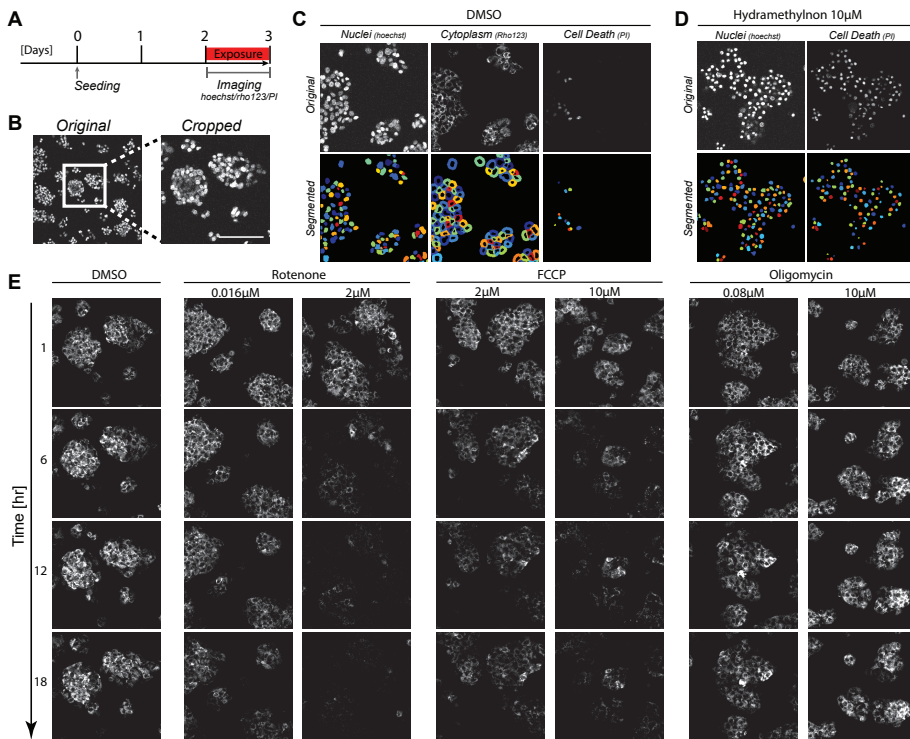 A
[Days]
0
1
2
3
Exposure
Seeding
Imaging
hoechst/rho123/PI
B
Original
Cropped
C
DMSO
Nuclei (hoechst)
Cytoplasm (Rho123)
Cell Death (PI)
Original
Segmented
D
Hydramethylnon 10μM
Nuclei (hoechst)
Cell Death (PI)
Original
Segmented
E
DMSO
Rotenone
FCCP
Oligomycin
0.016μM
2μM
2μM
10μM
0.08μM
10μM
Time [hr]
1
6
12
18